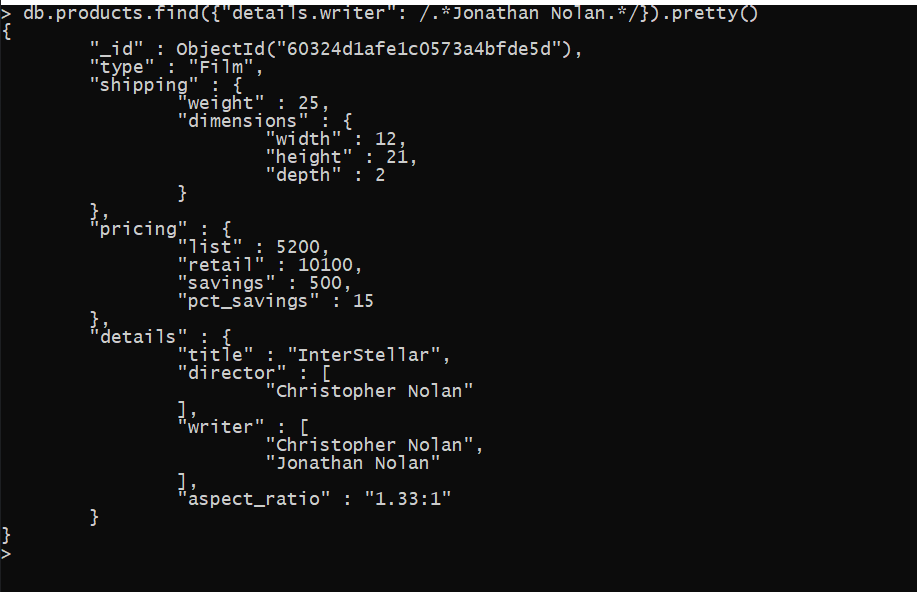 > db.products.find({"details.writer": /.*Jonathan Nolan.*/}).pretty()
{
        "_id" : ObjectId("60324d1afe1c0573a4bfde5d"),
        "type" : "Film",
        "shipping" : {
                "weight" : 25,
                "dimensions" : {
                        "width" : 12,
                        "height" : 21,
                        "depth" : 2
                }
        },
        "pricing" : {
                "list" : 5200,
                "retail" : 10100,
                "savings" : 500,
                "pct_savings" : 15
        },
        "details" : {
                "title" : "InterStellar",
                "director" : [
                        "Christopher Nolan"
                ],
                "writer" : [
                        "Christopher Nolan",
                        "Jonathan Nolan"
                ],
                "aspect_ratio" : "1.33:1"
        }
}
>